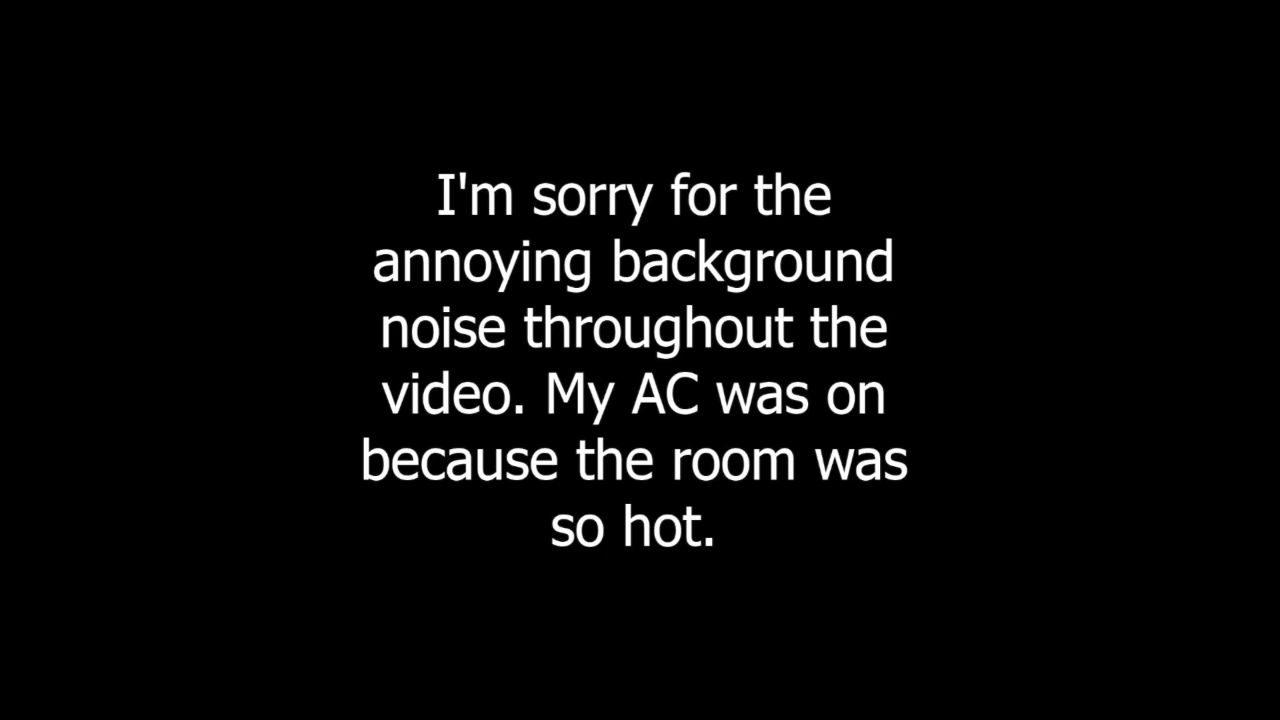 I'm sorry for the
annoying background
noise throughout the
video. My AC was on
because the room was
so hot.